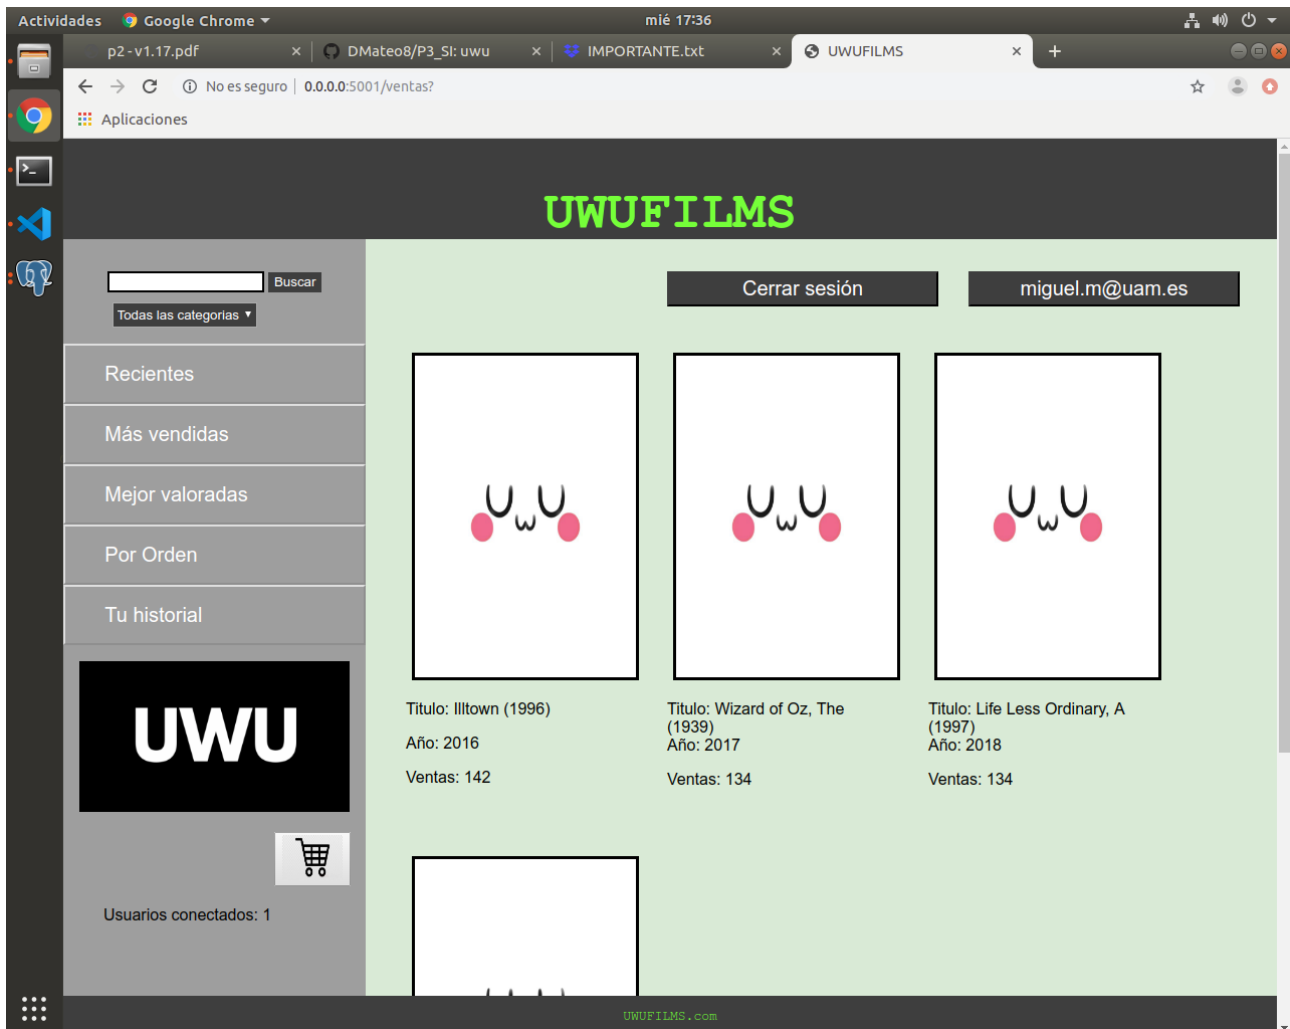 Actividades Google Chrome mié 17:36
p2-v1.17.pdf DMateo8/P3_SI: uwu IMPORTANTE.txt UWUFILMS
No es seguro 0.0.0.0:5001/ventas?
Aplicaciones
UWUFILMS
Buscar
Todas las categorias
Cerrar sesión miguel.m@uam.es
Recientes
Más vendidas
Mejor valoradas
Por Orden
Tu historial
UWU
Usuarios conectados: 1
UwU
UwU
UwU
Titulo: Illtown (1996)
Año: 2016
Ventas: 142
Titulo: Wizard of Oz, The
(1939)
Año: 2017
Ventas: 134
Titulo: Life Less Ordinary, A
(1997)
Año: 2018
Ventas: 134
UWUFILMS.com